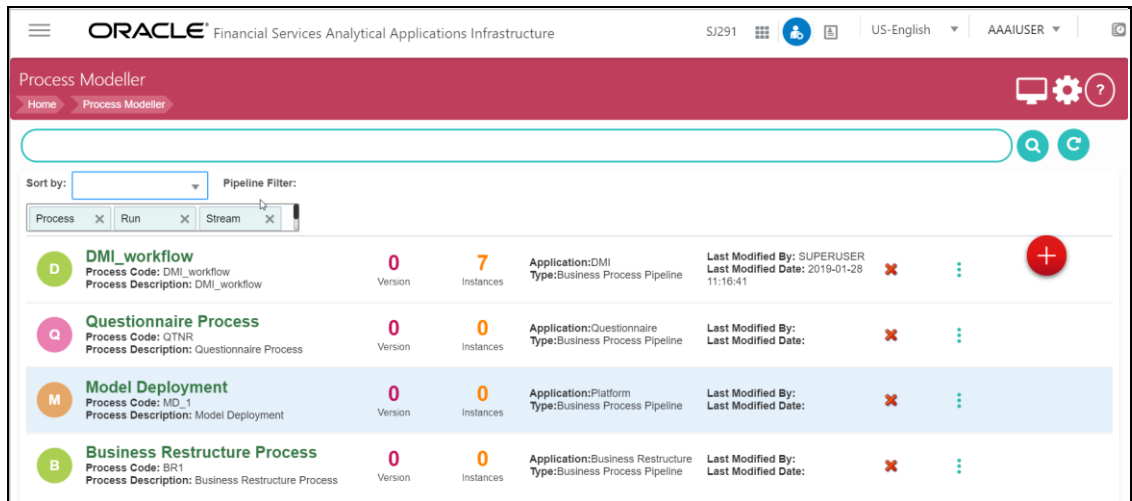 ORACLE® Financial Services Analytical Applications Infrastructure SJ291 US-English AAAIUSER
Process Modeller
Home Process Modeller
?
Sort by: Pipeline Filter:
Process Run Stream
D
DMI_workflow
Process Code: DMI_workflow
Process Description: DMI_workflow
0
Version
7
Instances
Application:DMI
Type:Business Process Pipeline
Last Modified By: SUPERUSER
Last Modified Date: 2019-01-28
11:16:41
Q
Questionnaire Process
Process Code: QTNR
Process Description: Questionnaire Process
0
Version
0
Instances
Application:Questionnaire
Type:Business Process Pipeline
Last Modified By:
Last Modified Date:
M
Model Deployment
Process Code: MD_1
Process Description: Model Deployment
0
Version
0
Instances
Application:Platform
Type:Business Process Pipeline
Last Modified By:
Last Modified Date:
B
Business Restructure Process
Process Code: BR1
Process Description: Business Restructure Process
0
Version
0
Instances
Application:Business Restructure
Type:Business Process Pipeline
Last Modified By:
Last Modified Date: